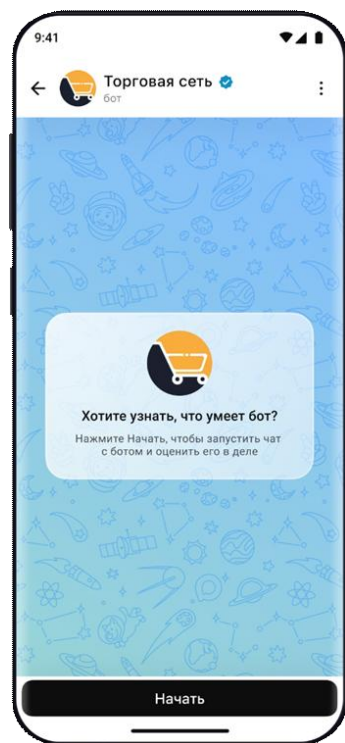 9:41
Торговая сеть
бот
Хотите узнать, что умеет бот?
Нажмите Начать, чтобы запустить чат
с ботом и оценить его в деле
Начать